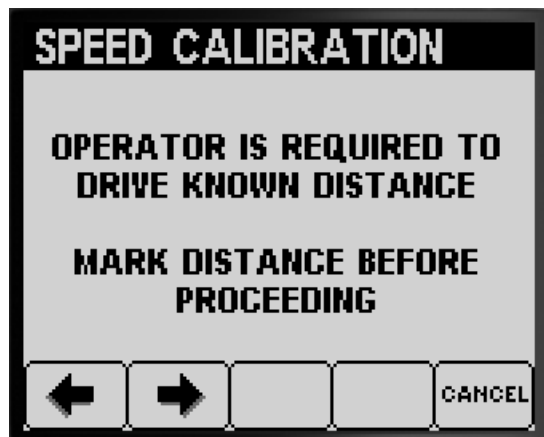 SPEED CALIBRATION
OPERATOR IS REQUIRED TO
DRIVE KNOWN DISTANCE
MARK DISTANCE BEFORE
PROCEEDING
CANCEL